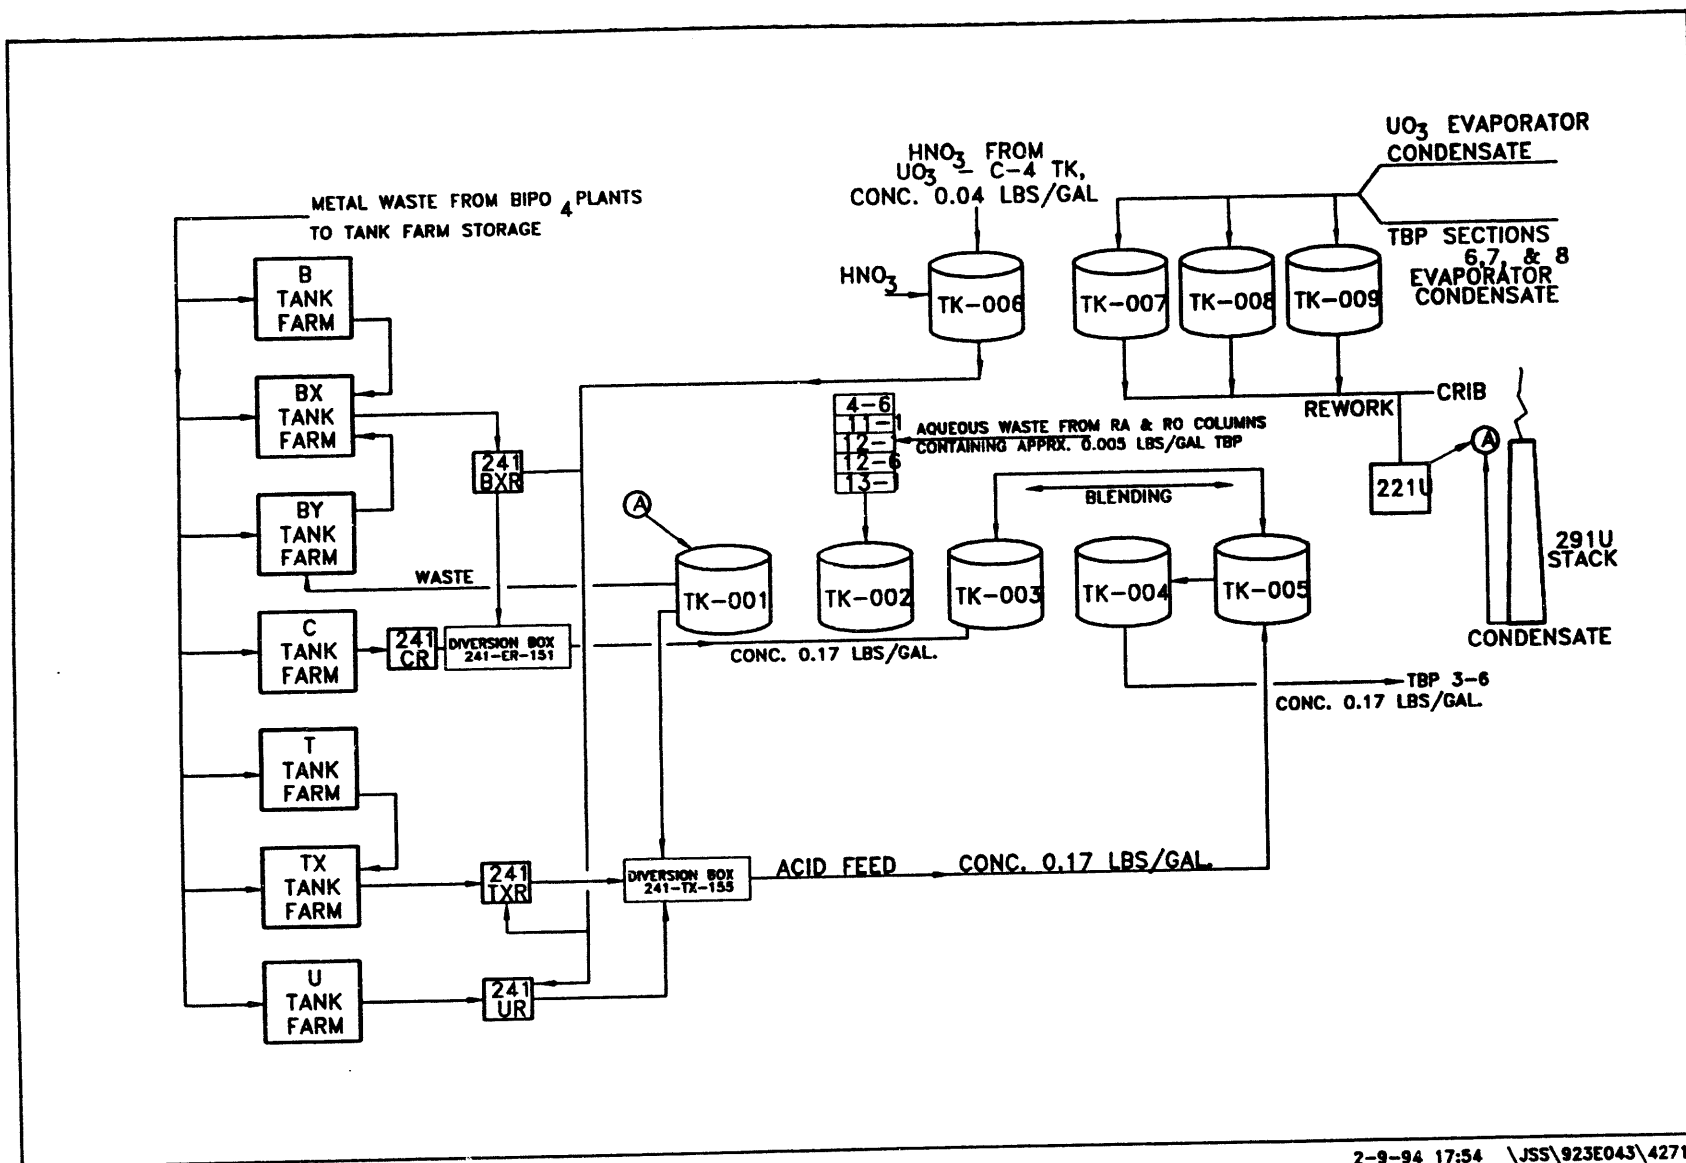 METAL WASTE FROM BIPO 4 PLANTS
TO TANK FARM STORAGE
B
TANK
FARM
BX
TANK
FARM
BY
TANK
FARM
C
TANK
FARM
T
TANK
FARM
TX
TANK
FARM
U
TANK
FARM
241
BXR
241
CR
DIVERSION BOX
241-ER-151
241
TXR
241
UR
DIVERSION BOX
241-TX-155
WASTE
A
TK-001
CONC. 0.17 LBS/GAL.
HNO3 FROM
UO3 - C-4 TK,
CONC. 0.04 LBS/GAL
HNO3
TK-006
4-6
11-1
12-1
12-6
13-1
AQUEOUS WASTE FROM RA & RO COLUMNS
CONTAINING APPRX. 0.005 LBS/GAL TBP
TK-002
TK-003
BLENDING
TK-004
TK-005
TBP 3-6
CONC. 0.17 LBS/GAL.
ACID FEED CONC. 0.17 LBS/GAL.
UO3 EVAPORATOR
CONDENSATE
TBP SECTIONS
6,7, & 8
EVAPORATOR
CONDENSATE
TK-007
TK-008
TK-009
REWORK
CRIB
221U
A
291U
STACK
CONDENSATE
2-9-94 17:54 \JSS\923E043\4271